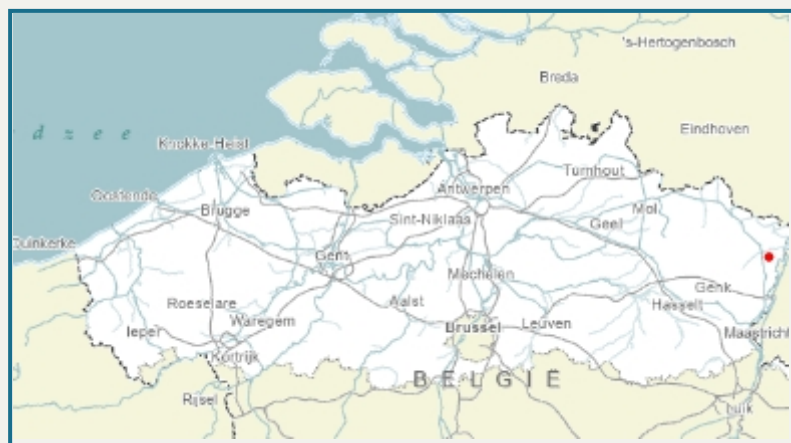 's-Hertogenbosch
Breda
Eindhoven
d z e e
Knokke-Heist
Turnhout
Antwerpen
Oostende
Brugge
Sint-Niklaas
Geel
Mol
Duinkerke
Gent
Mechelen
Genk
Roeselare
Aalst
Hasselt
Ieper
Waregem
Brussel
Leuven
Maastricht
Kortrijk
BELGIË
Rijsel
Luik